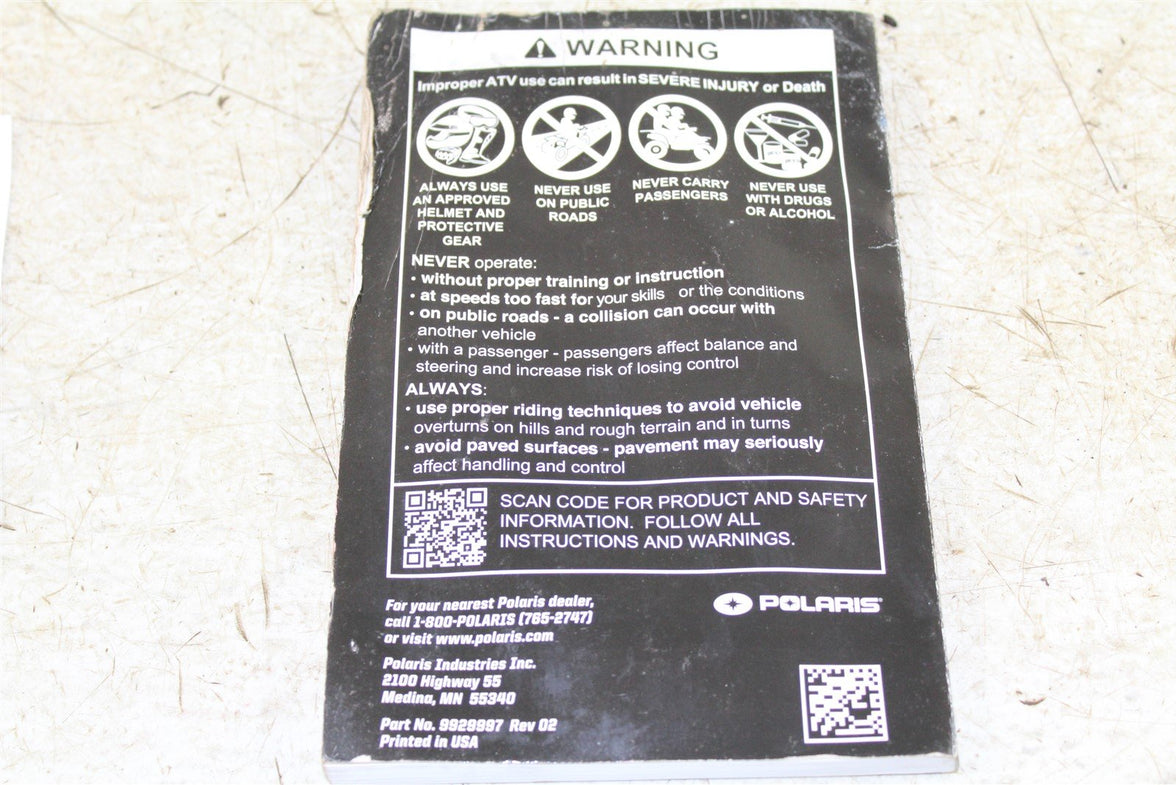 WARNING
Improper ATV use can result in SEVERE INJURY or Death
ALWAYS USE
AN APPROVED
HELMET AND
PROTECTIVE
GEAR
NEVER USE
ON PUBLIC
ROADS
NEVER CARRY
PASSENGERS
NEVER USE
WITH DRUGS
OR ALCOHOL
NEVER operate:
• without proper training or instruction
• at speeds too fast for your skills or the conditions
• on public roads - a collision can occur with
another vehicle
• with a passenger - passengers affect balance and
steering and increase risk of losing control
ALWAYS:
• use proper riding techniques to avoid vehicle
overturns on hills and rough terrain and in turns
• avoid paved surfaces - pavement may seriously
affect handling and control
SCAN CODE FOR PRODUCT AND SAFETY
INFORMATION. FOLLOW ALL
INSTRUCTIONS AND WARNINGS.
For your nearest Polaris dealer,
call 1-800-POLARIS (765-2747)
or visit www.polaris.com
POLARIS
Polaris Industries Inc.
2100 Highway 55
Medina, MN 55340
Part No. 9929997 Rev 02
Printed in USA